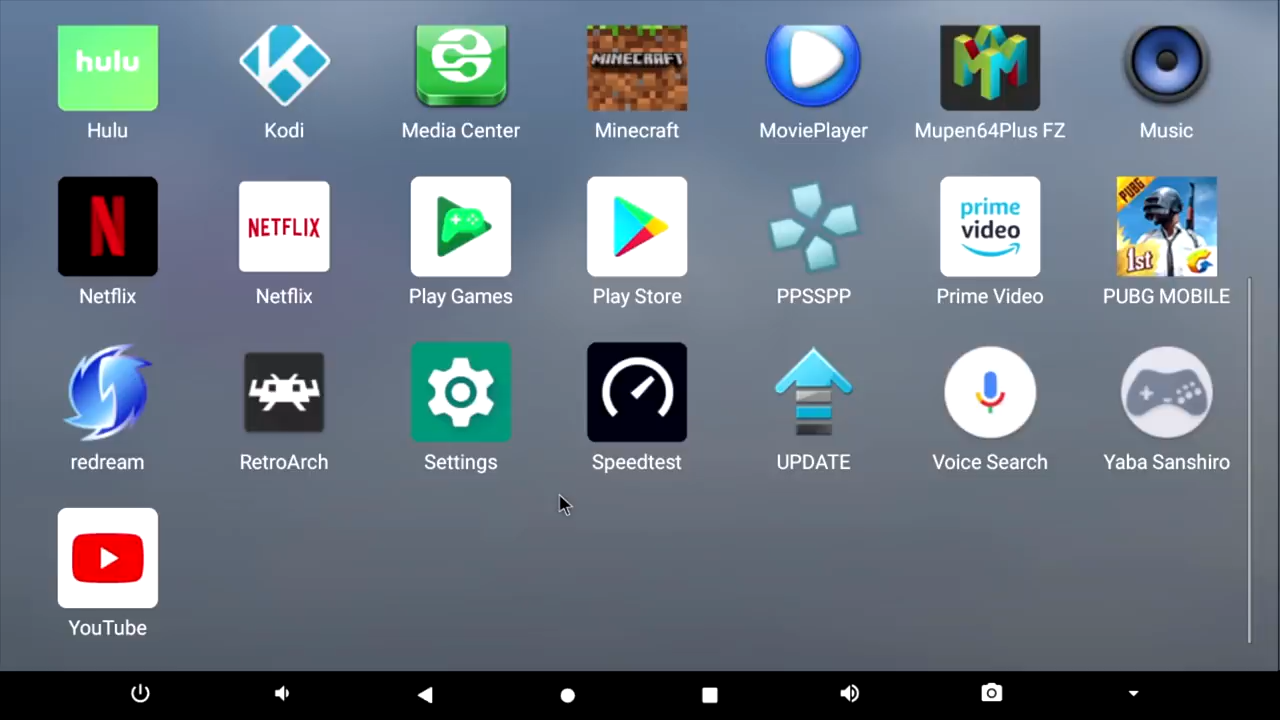 hulu
MINECRAFT
Hulu
Kodi
Media Center
Minecraft
MoviePlayer
Mupen64Plus FZ
Music
N
NETFLIX
prime video
PUBG
1st
Netflix
Netflix
Play Games
Play Store
PPSSPP
Prime Video
PUBG MOBILE
redream
RetroArch
Settings
Speedtest
UPDATE
Voice Search
Yaba Sanshiro
YouTube